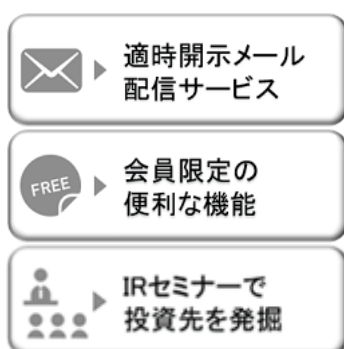 適時開示メール
配信サービス
FREE
会員限定の
便利な機能
IRセミナーで
投資先を発掘